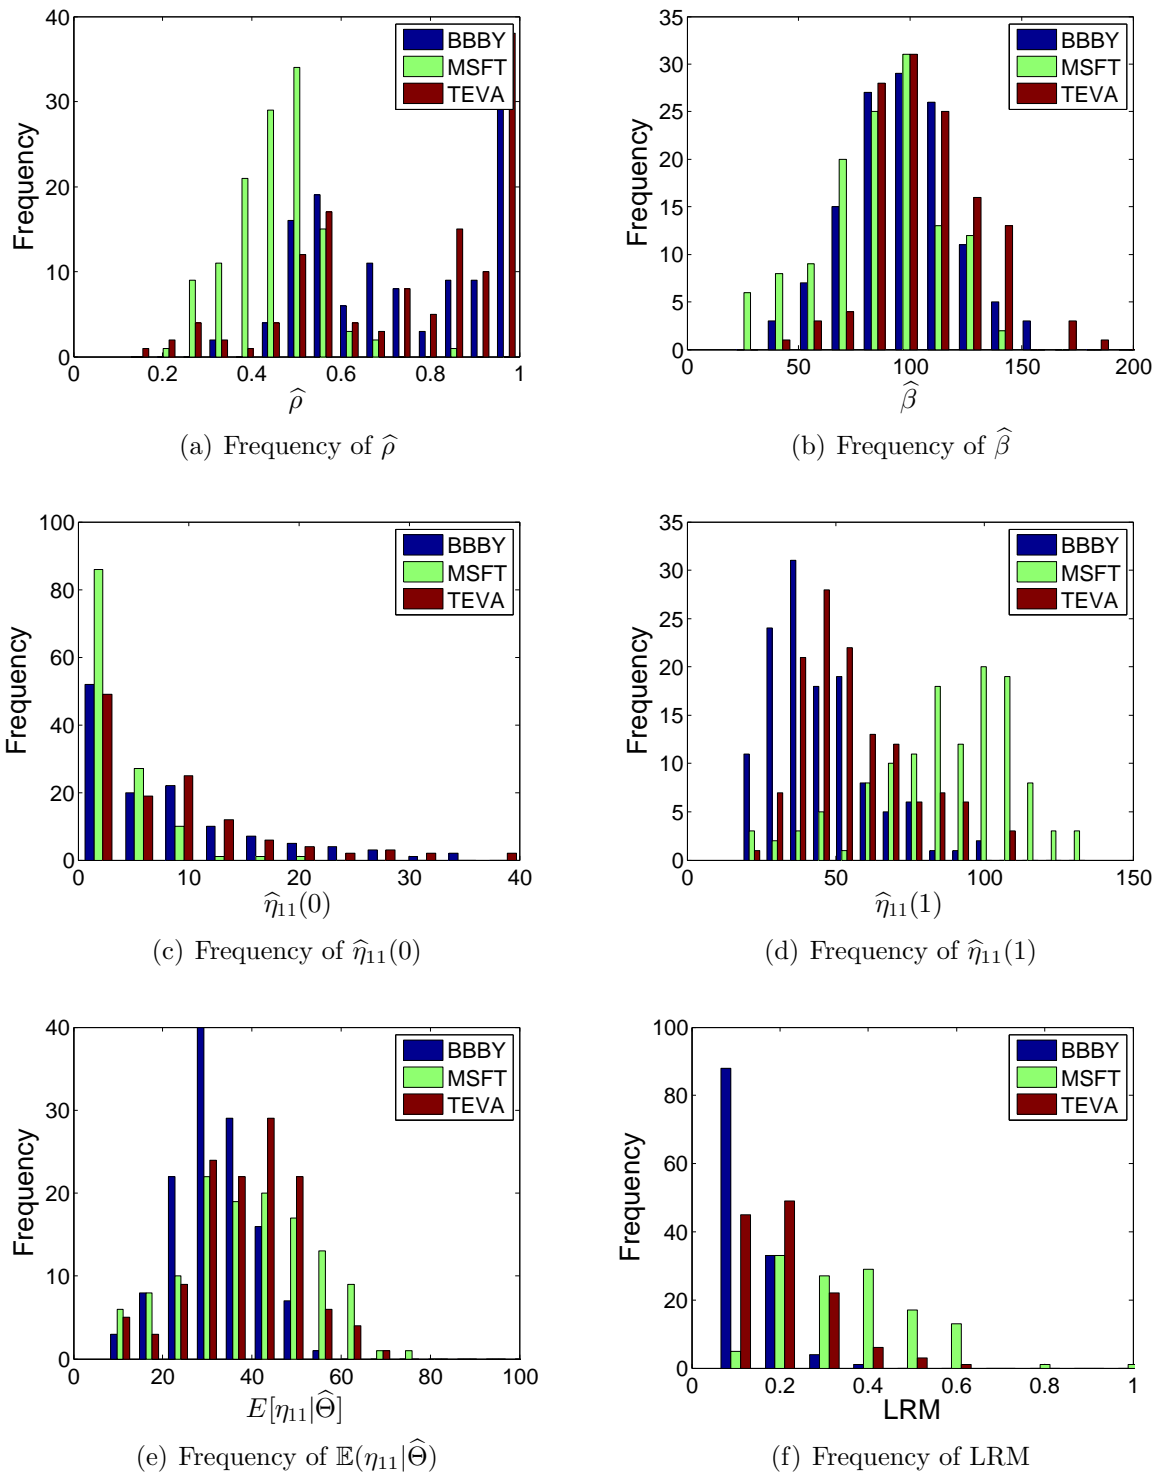 40
30
20
10
0
Frequency
BBBY
MSFT
TEVA
0 0.2 0.4 0.6 0.8 1
ρ̂
(a) Frequency of ρ̂
35
30
25
20
15
10
5
0
Frequency
BBBY
MSFT
TEVA
0 50 100 150 200
β̂
(b) Frequency of β̂
100
80
60
40
20
0
Frequency
BBBY
MSFT
TEVA
0 10 20 30 40
η̂₁₁(0)
(c) Frequency of η̂₁₁(0)
35
30
25
20
15
10
5
0
Frequency
BBBY
MSFT
TEVA
0 50 100 150
η̂₁₁(1)
(d) Frequency of η̂₁₁(1)
40
30
20
10
0
Frequency
BBBY
MSFT
TEVA
0 20 40 60 80 100
E[η₁₁|Θ̂]
(e) Frequency of 𝔼(η₁₁|Θ̂)
100
80
60
40
20
0
Frequency
BBBY
MSFT
TEVA
0 0.2 0.4 0.6 0.8 1
LRM
(f) Frequency of LRM